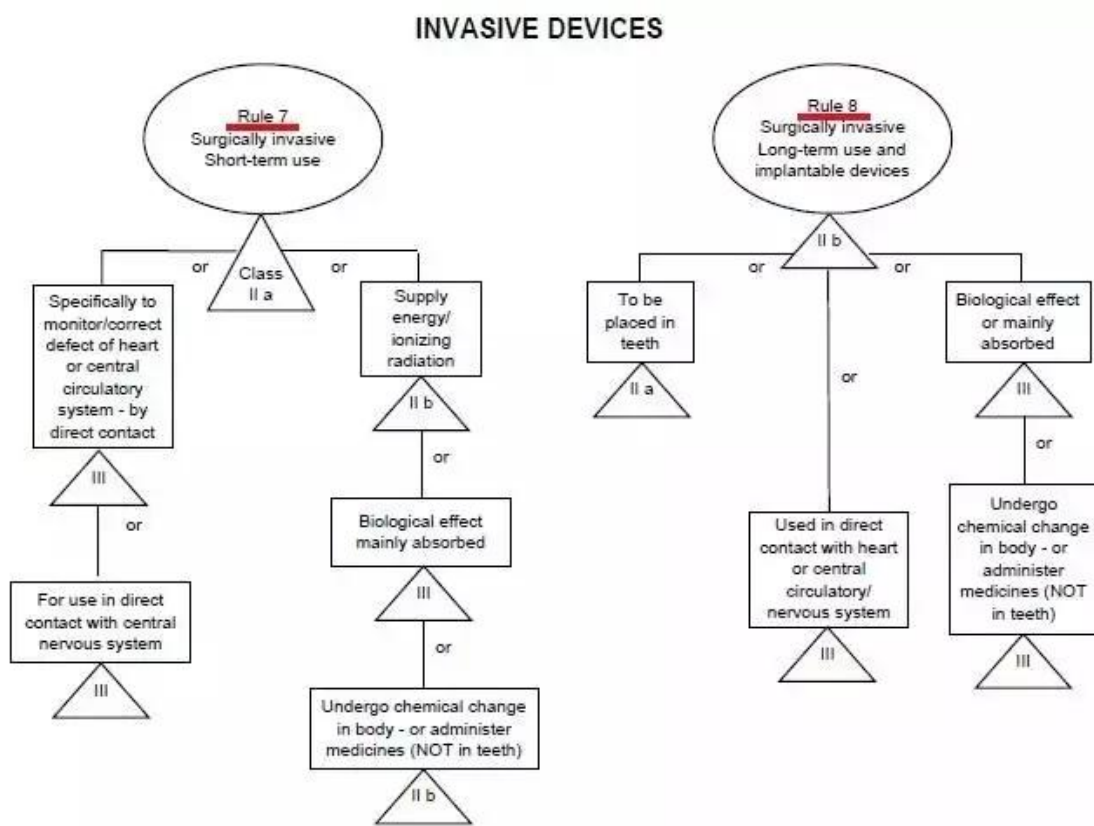 INVASIVE DEVICES
Rule 7
Surgically invasive
Short-term use
Class
II a
or
or
Specifically to
monitor/correct
defect of heart
or central
circulatory
system - by
direct contact
III
or
For use in direct
contact with central
nervous system
III
Supply
energy/
ionizing
radiation
II b
or
Biological effect
mainly absorbed
III
or
Undergo chemical change
in body - or administer
medicines (NOT in teeth)
II b
Rule 8
Surgically invasive
Long-term use and
implantable devices
II b
or
or
To be
placed in
teeth
II a
or
Used in direct
contact with heart
or central
circulatory/
nervous system
III
Biological effect
or mainly
absorbed
III
or
Undergo
chemical change
in body - or
administer
medicines (NOT
in teeth)
III